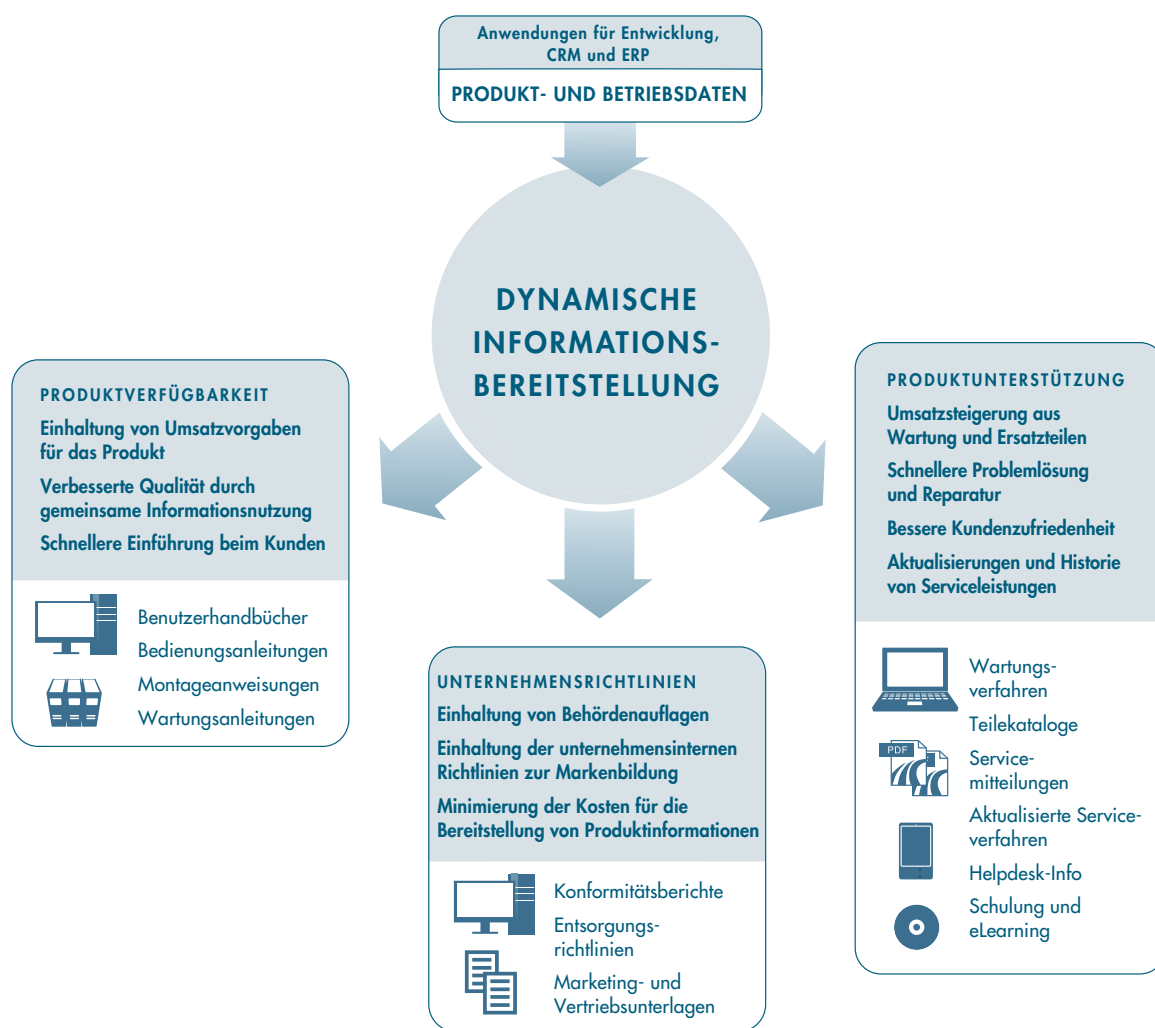 Anwendungen für Entwicklung,
CRM und ERP
PRODUKT- UND BETRIEBSDATEN
DYNAMISCHE
INFORMATIONS-
BEREITSTELLUNG
PRODUKTVERFÜGBARKEIT
Einhaltung von Umsatzvorgaben
für das Produkt
Verbesserte Qualität durch
gemeinsame Informationsnutzung
Schnellere Einführung beim Kunden
Benutzerhandbücher
Bedienungsanleitungen
Montageanweisungen
Wartungsanleitungen
UNTERNEHMENSRICHTLINIEN
Einhaltung von Behördenauflagen
Einhaltung der unternehmensinternen
Richtlinien zur Markenbildung
Minimierung der Kosten für die
Bereitstellung von Produktinformationen
Konformitätsberichte
Entsorgungs-
richtlinien
Marketing- und
Vertriebsunterlagen
PRODUKTUNTERSTÜTZUNG
Umsatzsteigerung aus
Wartung und Ersatzteilen
Schnellere Problemlösung
und Reparatur
Bessere Kundenzufriedenheit
Aktualisierungen und Historie
von Serviceleistungen
Wartungs-
verfahren
Teilekataloge
PDF
Service-
mitteilungen
Aktualisierte Service-
verfahren
Helpdesk-Info
Schulung und
eLearning